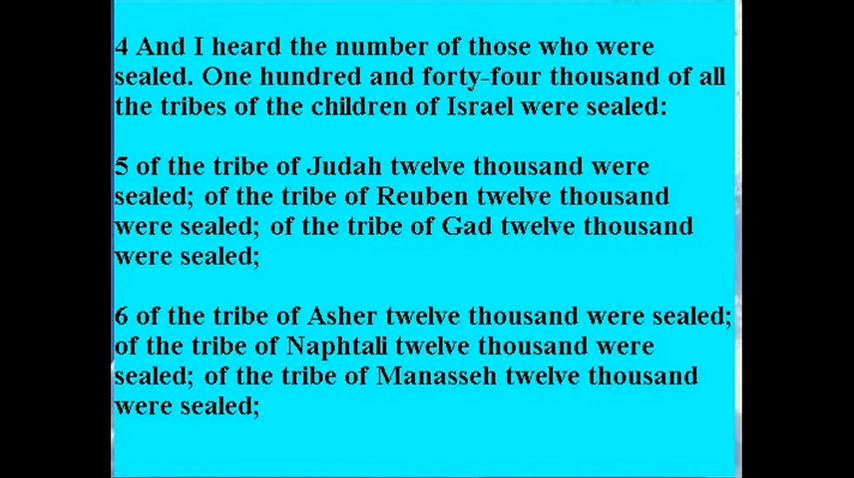 4 And I heard the number of those who were
sealed. One hundred and forty-four thousand of all
the tribes of the children of Israel were sealed:
5 of the tribe of Judah twelve thousand were
sealed; of the tribe of Reuben twelve thousand
were sealed; of the tribe of Gad twelve thousand
were sealed;
6 of the tribe of Asher twelve thousand were sealed;
of the tribe of Naphtali twelve thousand were
sealed; of the tribe of Manasseh twelve thousand
were sealed;